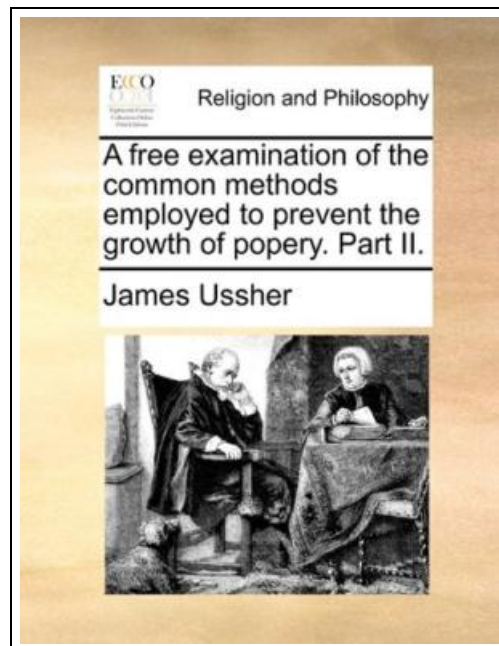 ECCO
Religion and Philosophy
A free examination of the
common methods
employed to prevent the
growth of popery. Part II.
James Ussher